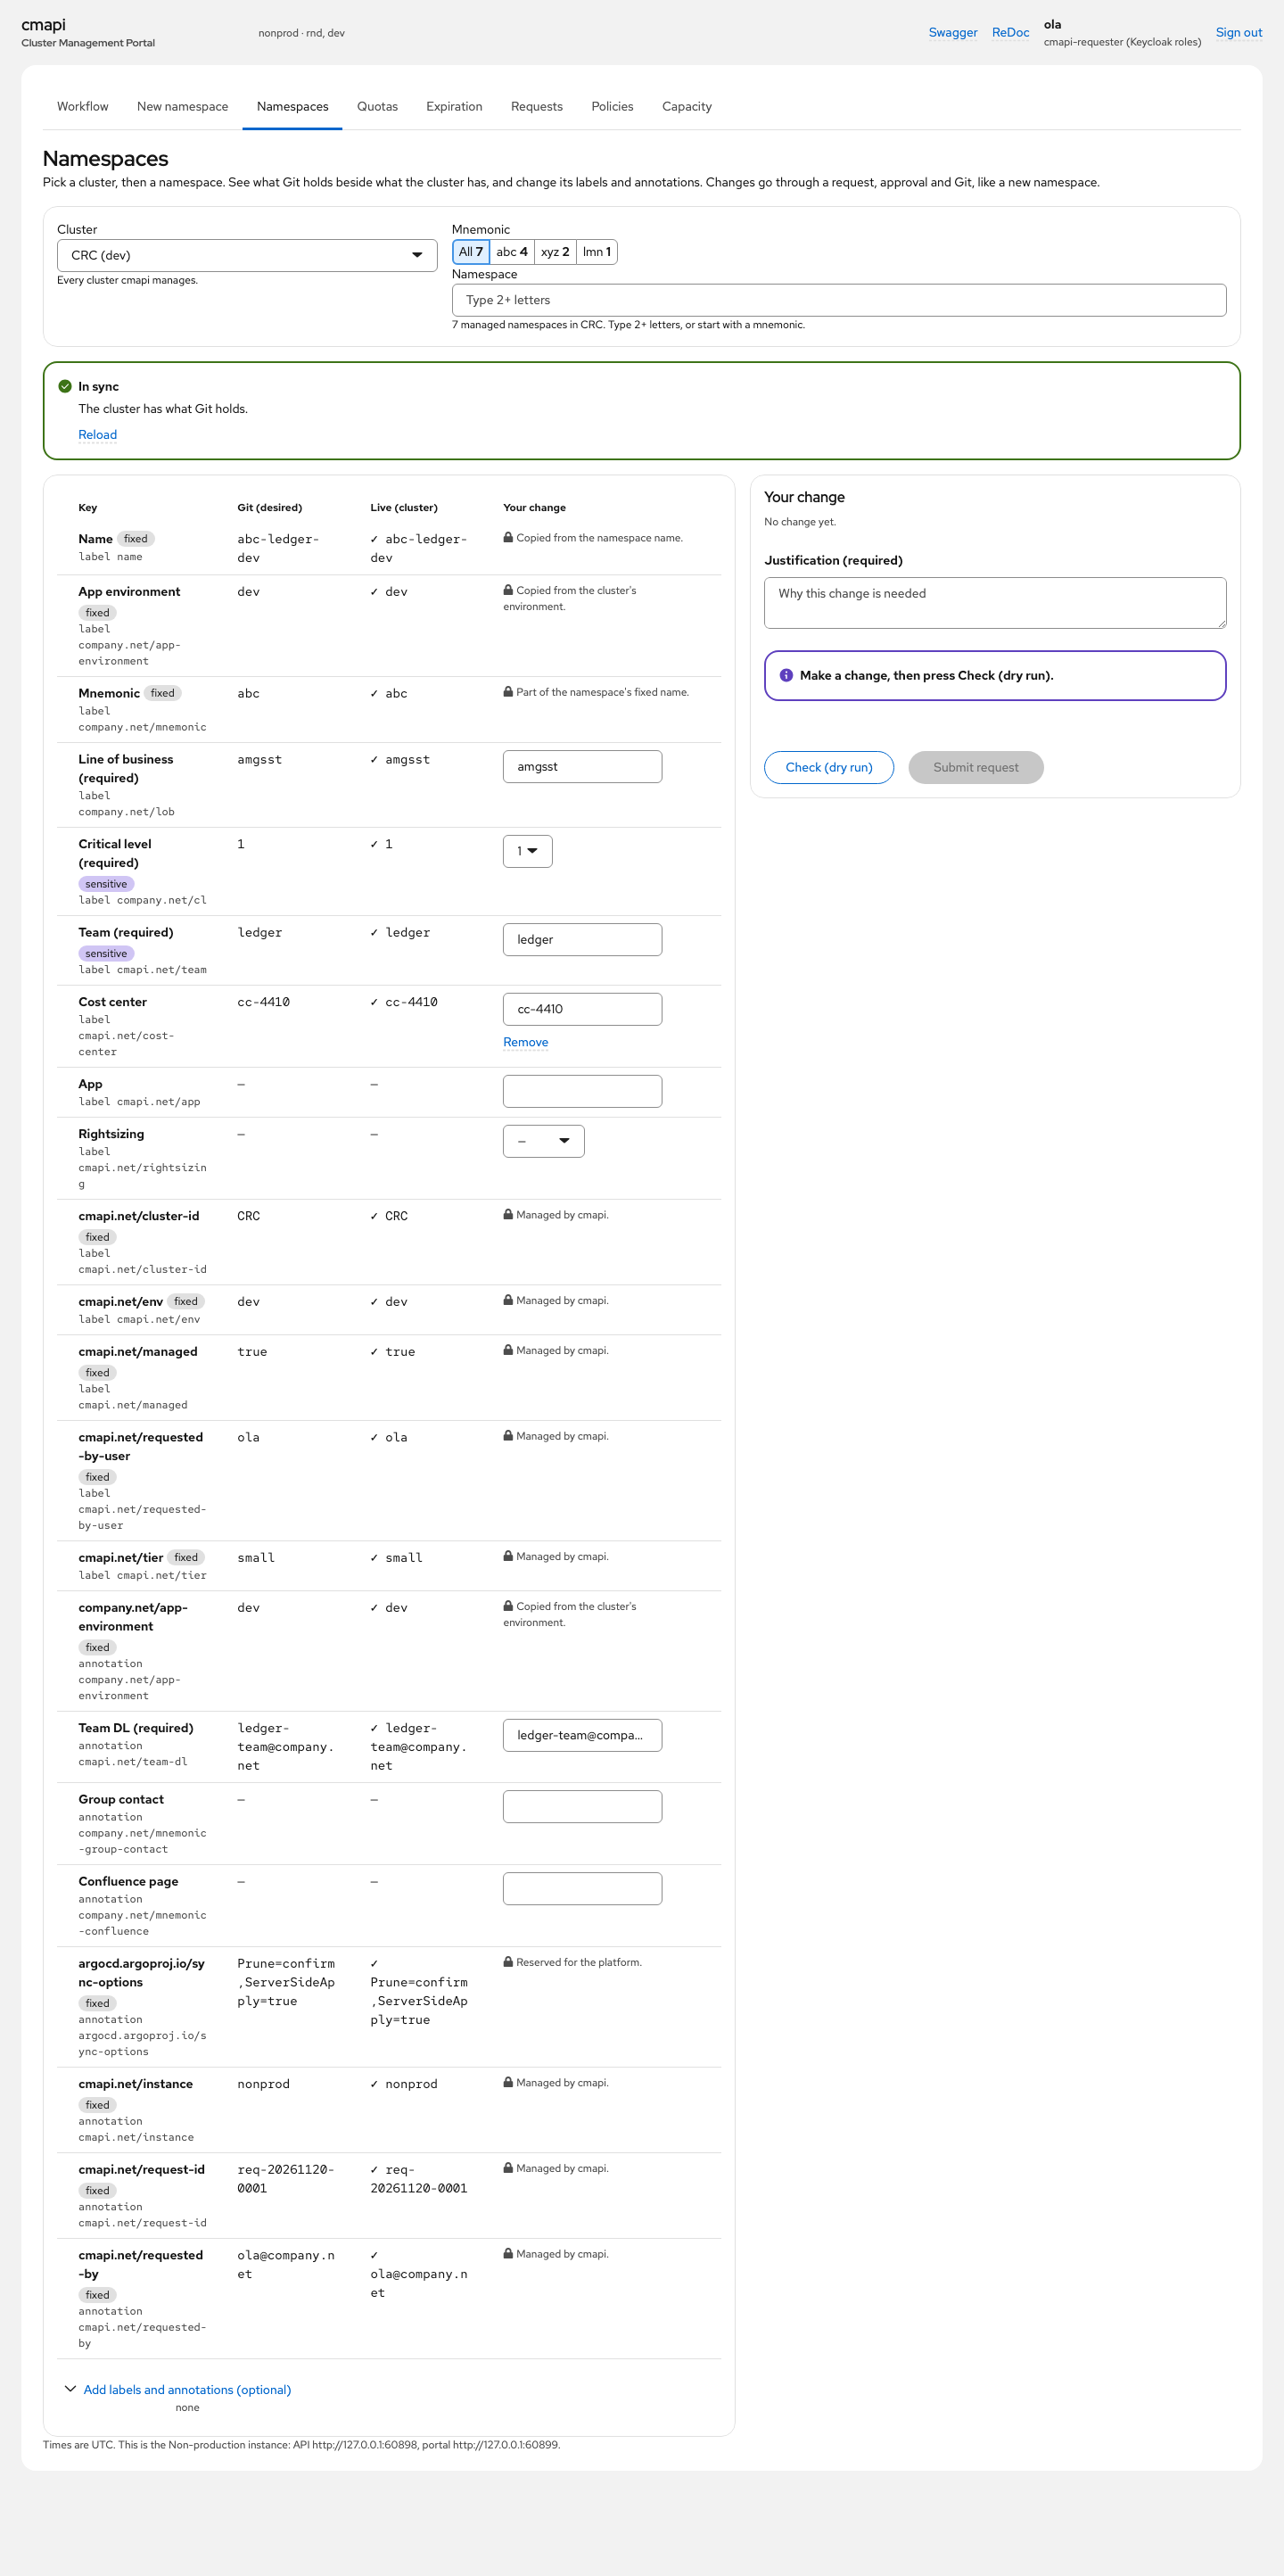 cmapi
Cluster Management Portal
nonprod · rnd, dev
Swagger
ReDoc
ola
cmapi-requester (Keycloak roles)
Sign out
Workflow
New namespace
Namespaces
Quotas
Expiration
Requests
Policies
Capacity
Namespaces
Pick a cluster, then a namespace. See what Git holds beside what the cluster has, and change its labels and annotations. Changes go through a request, approval and Git, like a new namespace.
Cluster
CRC (dev)
Every cluster cmapi manages.
Mnemonic
All 7
abc 4
xyz 2
lmn 1
Namespace
Type 2+ letters
7 managed namespaces in CRC. Type 2+ letters, or start with a mnemonic.
In sync
The cluster has what Git holds.
Reload
Key
Git (desired)
Live (cluster)
Your change
Name fixed
label name
abc-ledger-
dev
✓ abc-ledger-
dev
Copied from the namespace name.
App environment
fixed
label
company.net/app-
environment
dev
✓ dev
Copied from the cluster's
environment.
Mnemonic fixed
label
company.net/mnemonic
abc
✓ abc
Part of the namespace's fixed name.
Line of business
(required)
label
company.net/lob
amgsst
✓ amgsst
amgsst
Critical level
(required)
sensitive
label company.net/cl
1
✓ 1
1
Team (required)
sensitive
label cmapi.net/team
ledger
✓ ledger
ledger
Cost center
label
cmapi.net/cost-
center
cc-4410
✓ cc-4410
cc-4410
Remove
App
label cmapi.net/app
—
—
Rightsizing
label
cmapi.net/rightsizin
g
—
—
—
cmapi.net/cluster-id
fixed
label
cmapi.net/cluster-id
CRC
✓ CRC
Managed by cmapi.
cmapi.net/env fixed
label cmapi.net/env
dev
✓ dev
Managed by cmapi.
cmapi.net/managed
fixed
label
cmapi.net/managed
true
✓ true
Managed by cmapi.
cmapi.net/requested
-by-user
fixed
label
cmapi.net/requested-
by-user
ola
✓ ola
Managed by cmapi.
cmapi.net/tier fixed
label cmapi.net/tier
small
✓ small
Managed by cmapi.
company.net/app-
environment
fixed
annotation
company.net/app-
environment
dev
✓ dev
Copied from the cluster's
environment.
Team DL (required)
annotation
cmapi.net/team-dl
ledger-
team@company.
net
✓ ledger-
team@company.
net
ledger-team@compa...
Group contact
annotation
company.net/mnemonic
-group-contact
—
—
Confluence page
annotation
company.net/mnemonic
-confluence
—
—
argocd.argoproj.io/sy
nc-options
fixed
annotation
argocd.argoproj.io/s
ync-options
Prune=confirm
,ServerSideAp
ply=true
✓
Prune=confirm
,ServerSideAp
ply=true
Reserved for the platform.
cmapi.net/instance
fixed
annotation
cmapi.net/instance
nonprod
✓ nonprod
Managed by cmapi.
cmapi.net/request-id
fixed
annotation
cmapi.net/request-id
req-20261120-
0001
✓ req-
20261120-0001
Managed by cmapi.
cmapi.net/requested
-by
fixed
annotation
cmapi.net/requested-
by
ola@company.n
et
✓
ola@company.n
et
Managed by cmapi.
Add labels and annotations (optional)
none
Your change
No change yet.
Justification (required)
Why this change is needed
Make a change, then press Check (dry run).
Check (dry run)
Submit request
Times are UTC. This is the Non-production instance: API http://127.0.0.1:60898, portal http://127.0.0.1:60899.